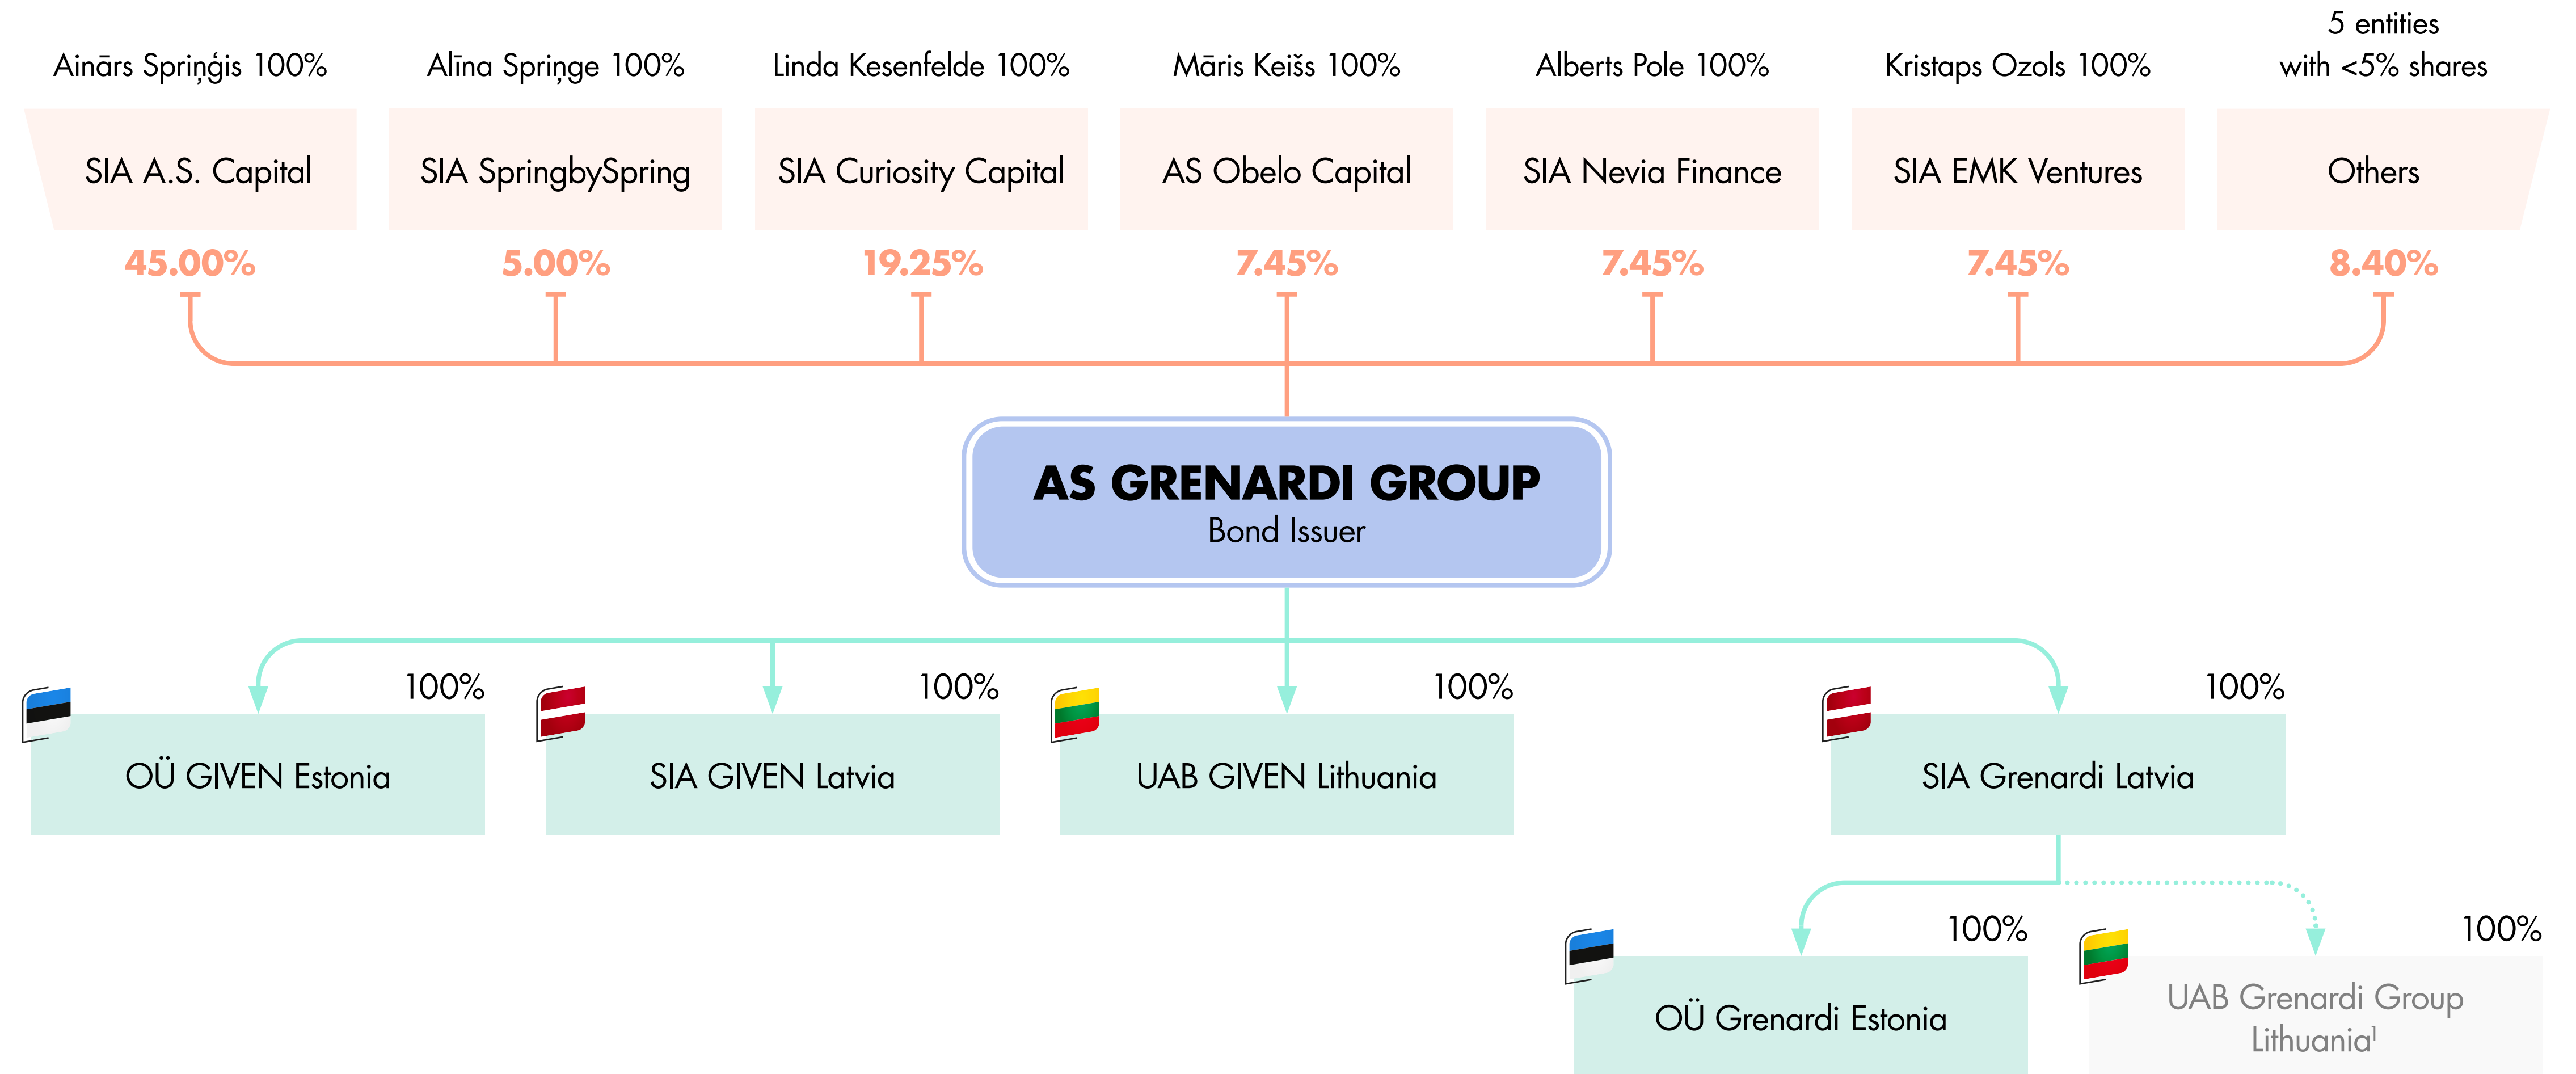 Ainārs Spriņģis 100%
Alīna Spriņge 100%
Linda Kesenfelde 100%
Māris Keišs 100%
Alberts Pole 100%
Kristaps Ozols 100%
5 entities
with <5% shares
SIA A.S. Capital
SIA SpringbySpring
SIA Curiosity Capital
AS Obelo Capital
SIA Nevia Finance
SIA EMK Ventures
Others
45.00%
5.00%
19.25%
7.45%
7.45%
7.45%
8.40%
AS GRENARDI GROUP
Bond Issuer
100%
100%
100%
100%
OÜ GIVEN Estonia
SIA GIVEN Latvia
UAB GIVEN Lithuania
SIA Grenardi Latvia
100%
100%
OÜ Grenardi Estonia
UAB Grenardi Group
Lithuania¹